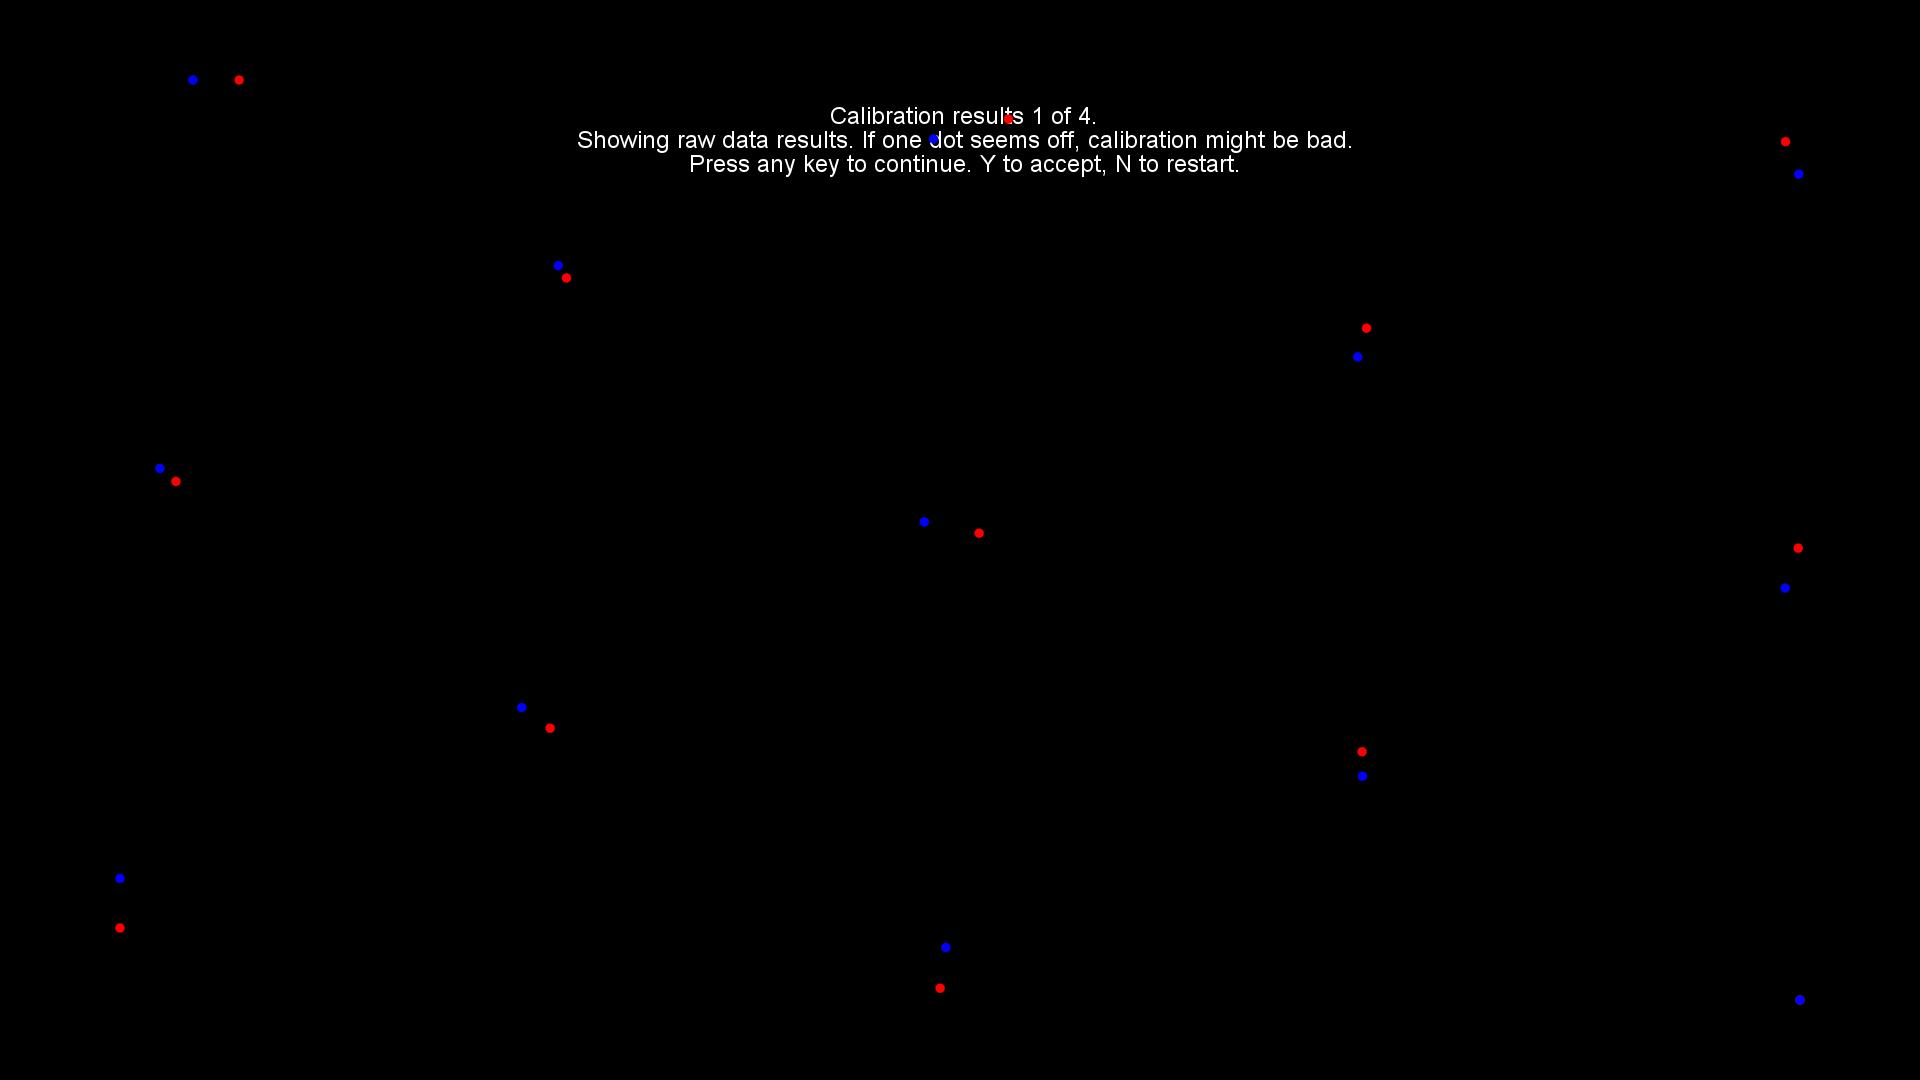 Calibration results 1 of 4.
Showing raw data results. If one dot seems off, calibration might be bad.
Press any key to continue. Y to accept, N to restart.